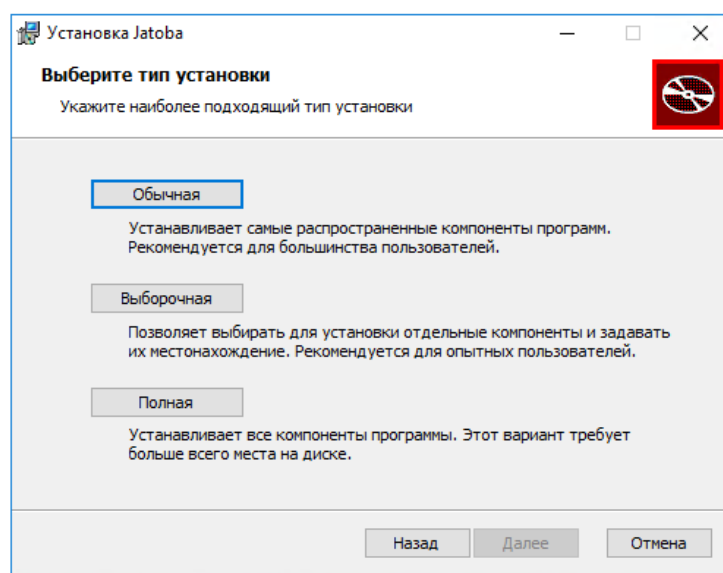 Установка Jatoba
Выберите тип установки
Укажите наиболее подходящий тип установки
Обычная
Устанавливает самые распространенные компоненты программ.
Рекомендуется для большинства пользователей.
Выборочная
Позволяет выбирать для установки отдельные компоненты и задавать
их местонахождение. Рекомендуется для опытных пользователей.
Полная
Устанавливает все компоненты программы. Этот вариант требует
больше всего места на диске.
Назад
Далее
Отмена